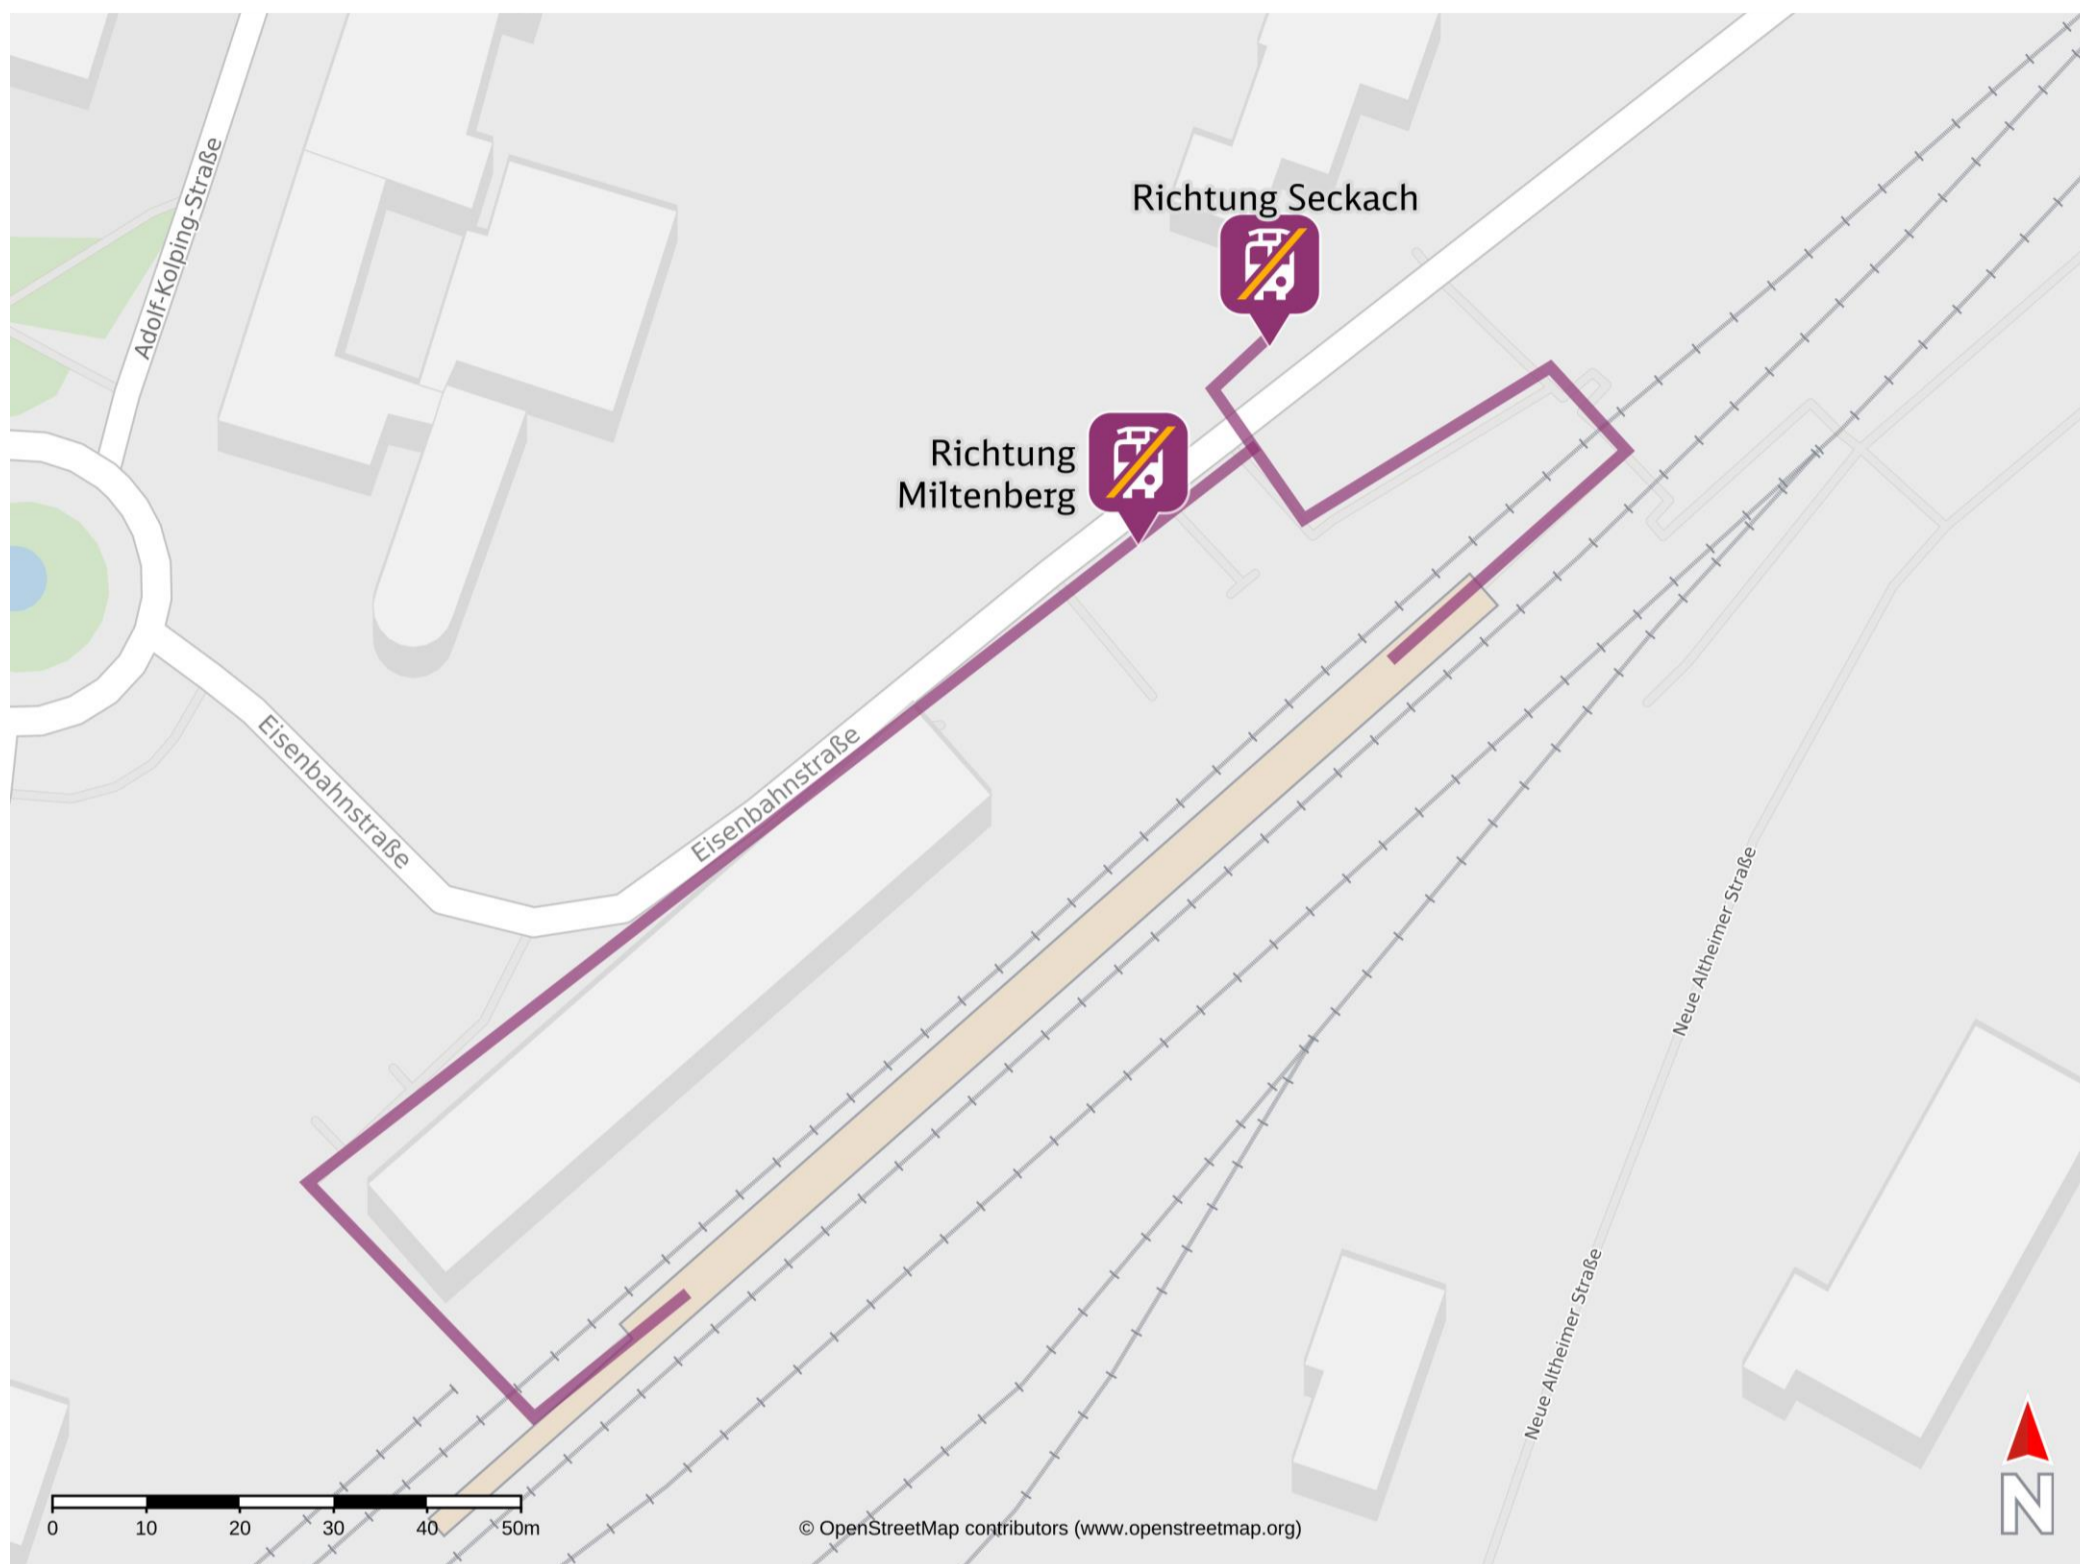 Adolf-Kolping-Straße
Richtung Seckach
Richtung
Miltenberg
Eisenbahnstraße
Eisenbahnstraße
Neue Altheimer Straße
Neue Altheimer Straße
N
0 10 20 30 40 50m
© OpenStreetMap contributors (www.openstreetmap.org)